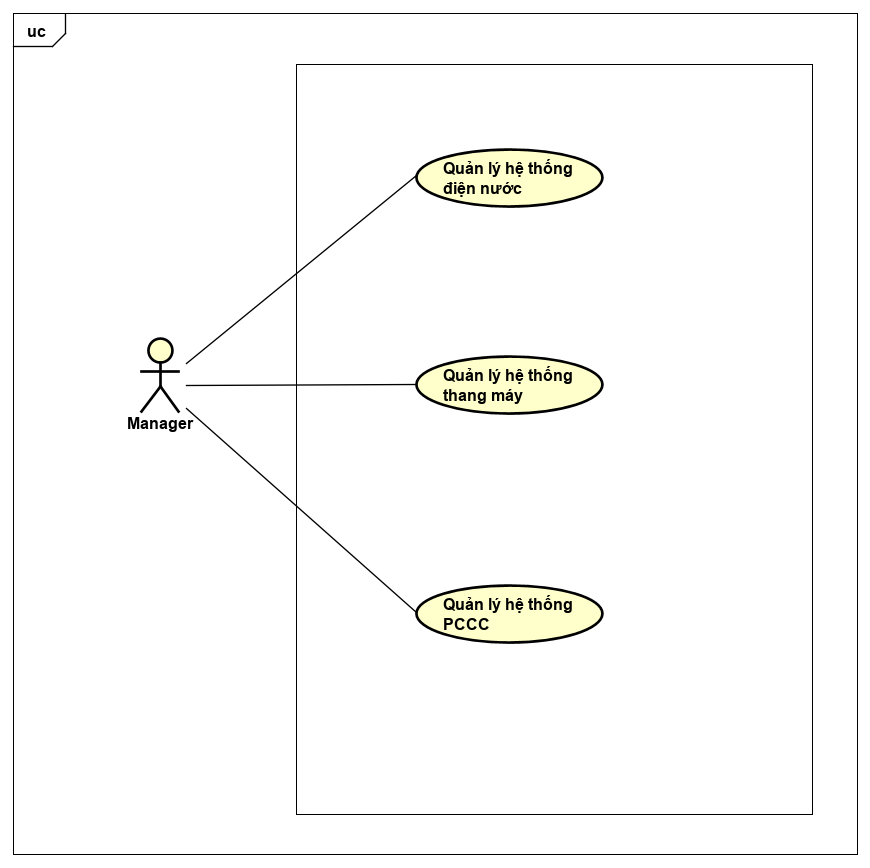 uc
Quản lý hệ thống
điện nước
Manager
Quản lý hệ thống
thang máy
Quản lý hệ thống
PCCC